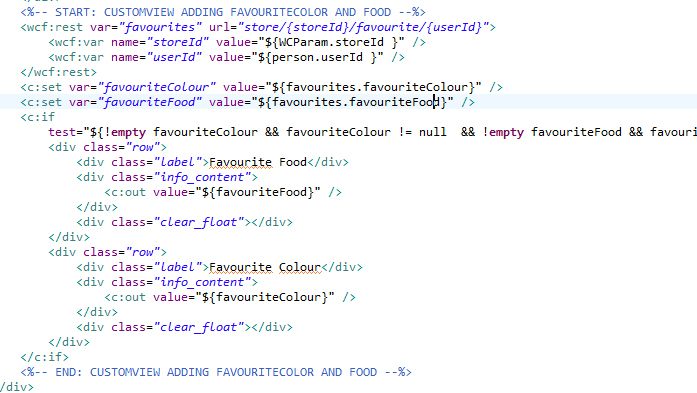 </div>
<%-- START: CUSTOMVIEW ADDING FAVOURITECOLOR AND FOOD --%>
<wcf:rest var="favourites" url="store/{storeId}/favourite/{userId}">
<wcf:var name="storeId" value="${WCParam.storeId }" />
<wcf:var name="userId" value="${person.userId }" />
</wcf:rest>
<c:set var="favouriteColour" value="${favourites.favouriteColour}" />
<c:set var="favouriteFood" value="${favourites.favouriteFood}" />
<c:if
test="${!empty favouriteColour && favouriteColour != null  && !empty favouriteFood && favouri
<div class="row">
<div class="label">Favourite Food</div>
<div class="info_content">
<c:out value="${favouriteFood}" />
</div>
<div class="clear_float"></div>
</div>
<div class="row">
<div class="label">Favourite Colour</div>
<div class="info_content">
<c:out value="${favouriteColour}" />
</div>
<div class="clear_float"></div>
</div>
</c:if>
<%-- END: CUSTOMVIEW ADDING FAVOURITECOLOR AND FOOD --%>
/div>